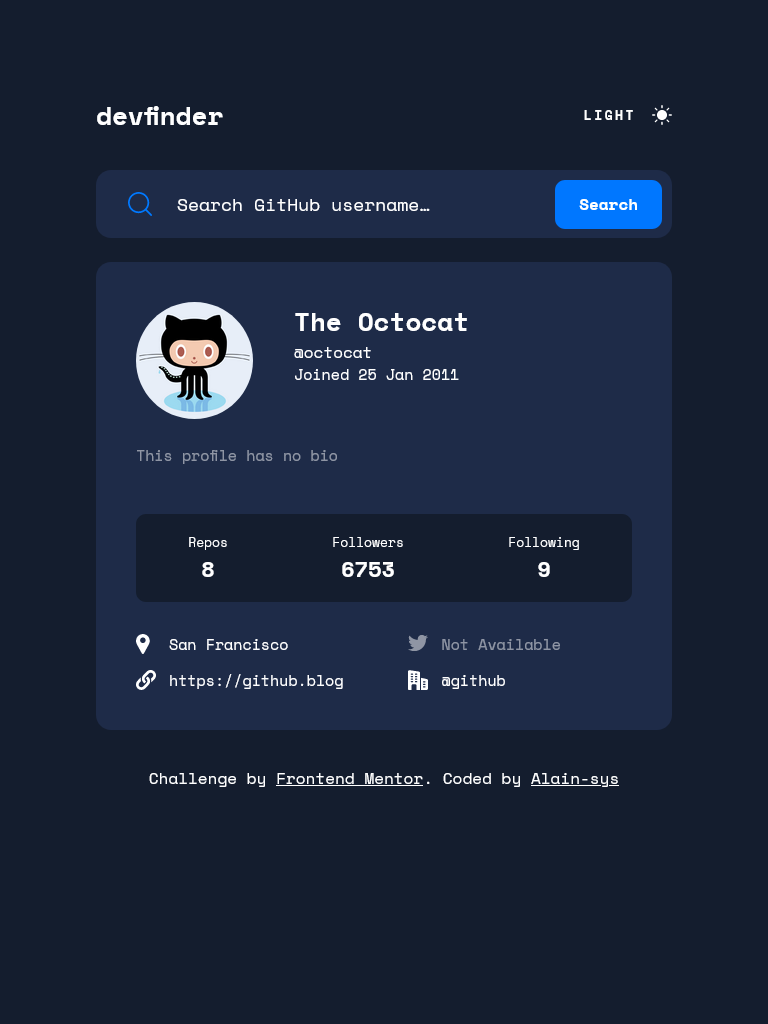 devfinder
LIGHT
Search GitHub username…
Search
The Octocat
@octocat
Joined 25 Jan 2011
This profile has no bio
Repos
8
Followers
6753
Following
9
San Francisco
Not Available
https://github.blog
@github
Challenge by Frontend Mentor. Coded by Alain-sys